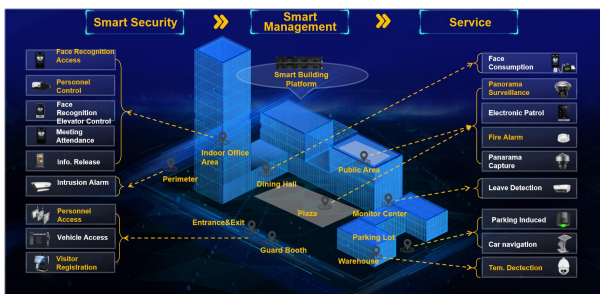 Smart Security
Smart
Management
Service
Face Recognition
Access
Personnel
Control
Face
Recognition
Elevator Control
Meeting
Attendance
Info. Release
Intrusion Alarm
Personnel
Access
Vehicle Access
Visitor
Registration
Smart Building
Platform
Indoor Office
Area
Perimeter
Dining Hall
Public Area
Plaza
Monitor Center
Entrance&Exit
Guard Booth
Parking Lot
Warehouse
Face
Consumption
Panorama
Surveillance
Electronic Patrol
Fire Alarm
Panarama
Capture
Leave Detection
Parking Induced
Car navigation
Tem. Dectection